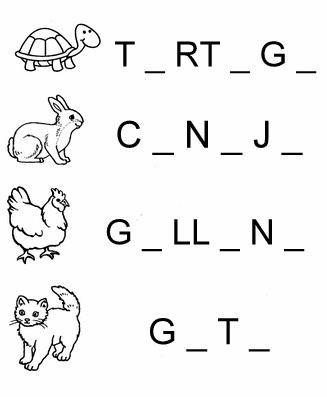 T _ RT _ G _
C _ N _ J _
G _ LL _ N _
G _ T _